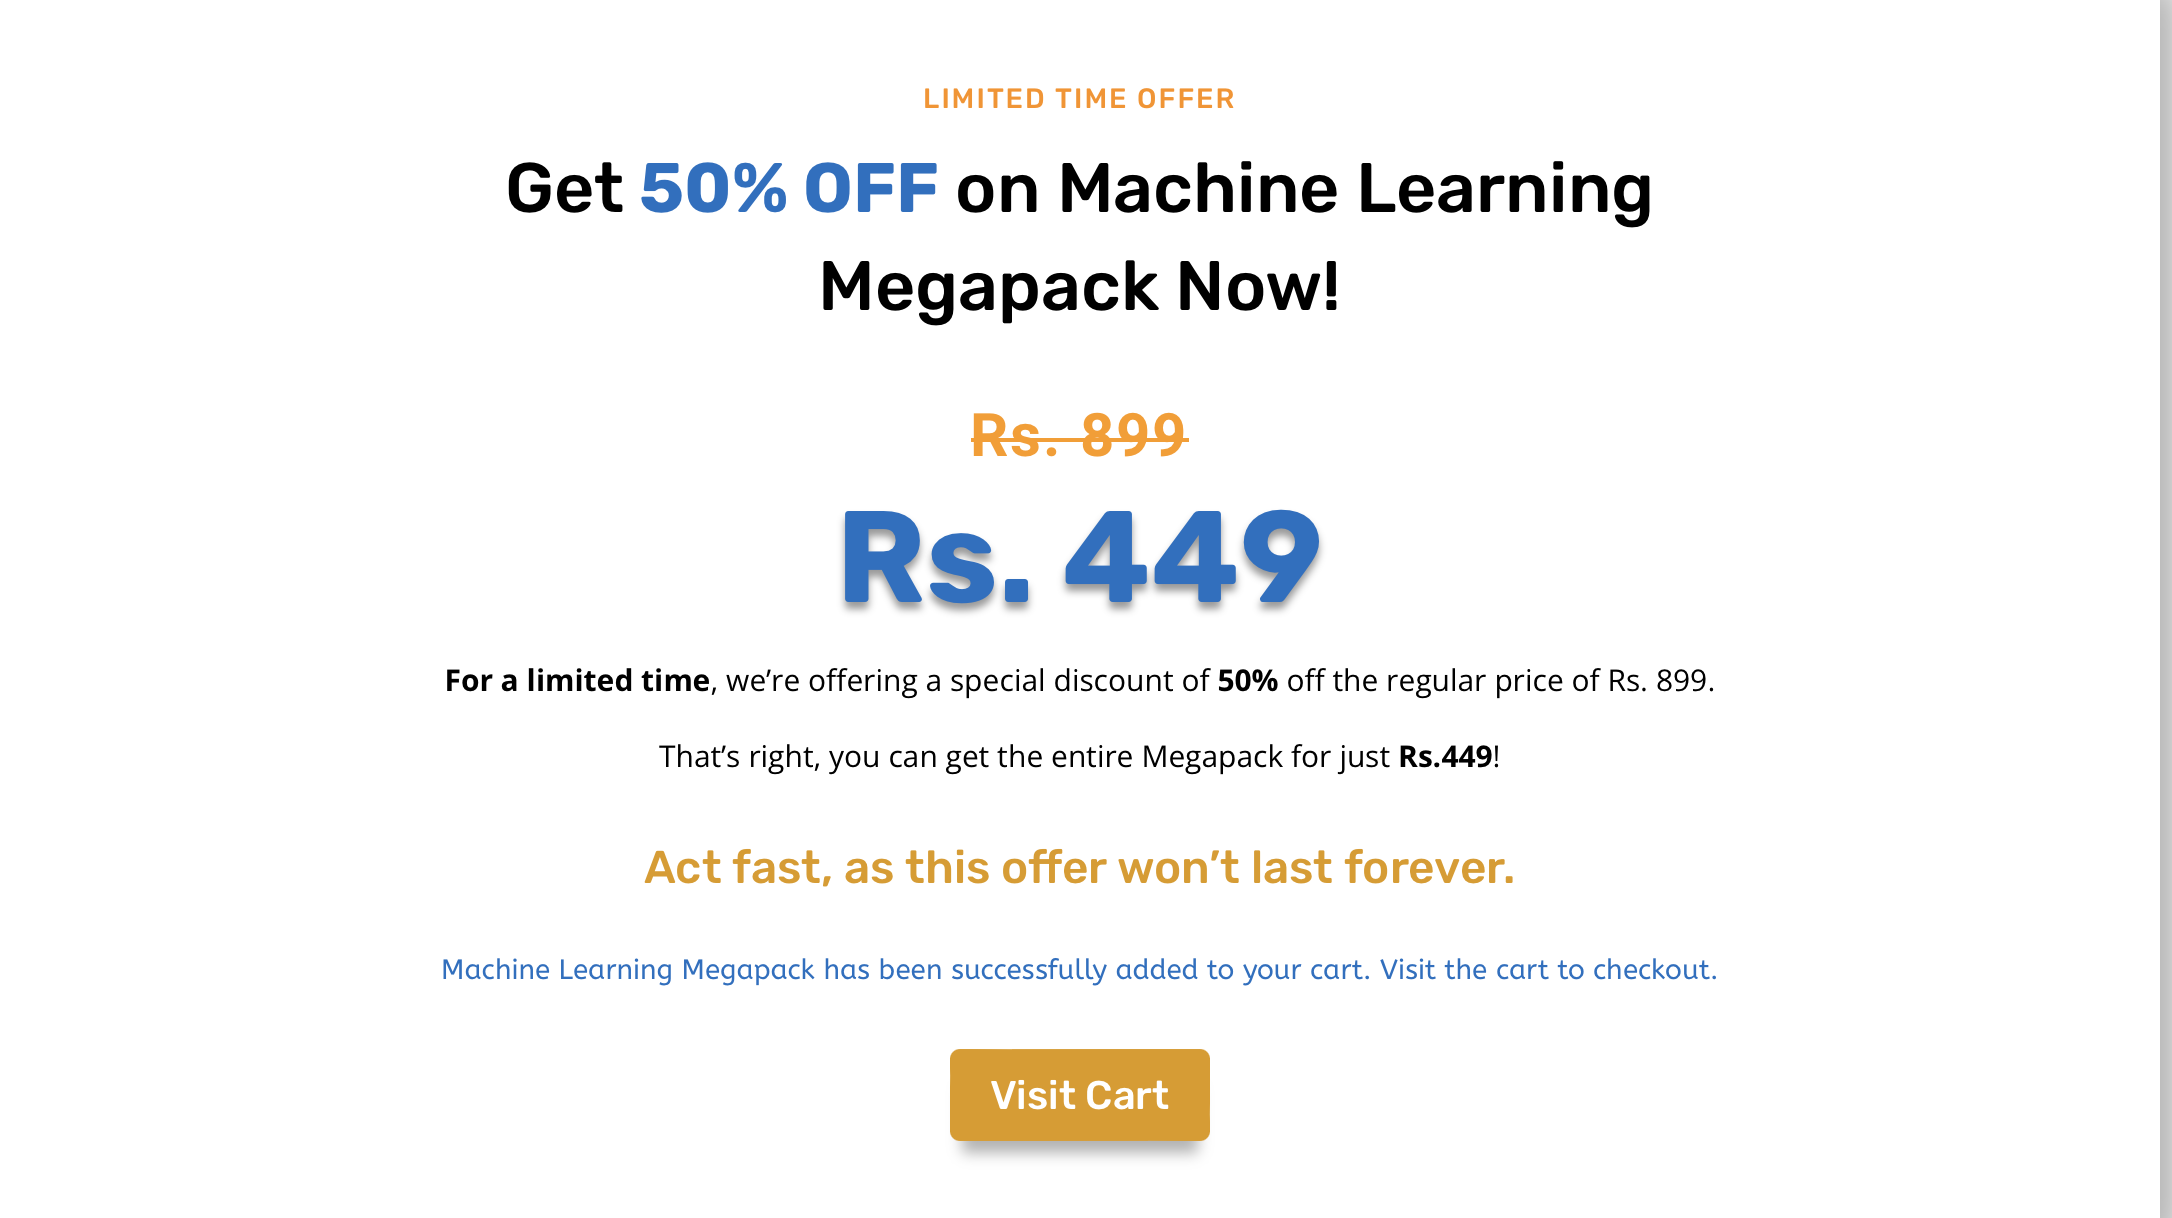 LIMITED TIME OFFER
Get 50% OFF on Machine Learning
Megapack Now!
Rs. 899
Rs. 449
For a limited time, we’re offering a special discount of 50% off the regular price of Rs. 899.
That’s right, you can get the entire Megapack for just Rs.449!
Act fast, as this offer won’t last forever.
Machine Learning Megapack has been successfully added to your cart. Visit the cart to checkout.
Visit Cart